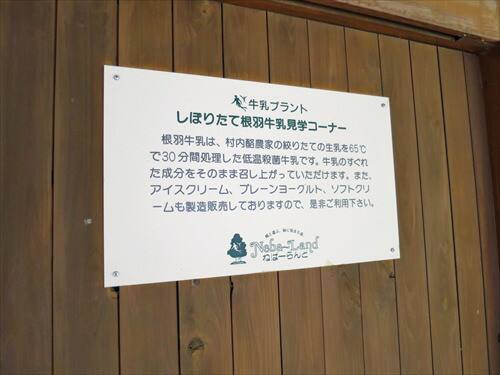 牛乳プラント
しぼりたて根羽牛乳見学コーナー
根羽牛乳は、村内酪農家の絞りたての生乳を65℃
で30分間処理した低温殺菌牛乳です。牛乳のすぐれ
た成分をそのまま召し上がっていただけます。また、
アイスクリーム、プレーンヨーグルト、ソフトクリ
ームも製造販売しておりますので、是非ご利用下さい。
Neba-Land
ねばーらんど